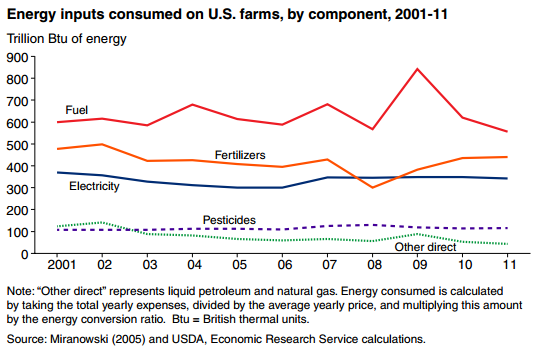 Energy inputs consumed on U.S. farms, by component, 2001-11
Trillion Btu of energy
900
800
700
600
500
400
300
200
100
0
Fuel
Fertilizers
Electricity
Pesticides
Other direct
2001 02 03 04 05 06 07 08 09 10 11
Note: “Other direct” represents liquid petroleum and natural gas. Energy consumed is calculated
by taking the total yearly expenses, divided by the average yearly price, and multiplying this amount
by the energy conversion ratio. Btu = British thermal units.
Source: Miranowski (2005) and USDA, Economic Research Service calculations.